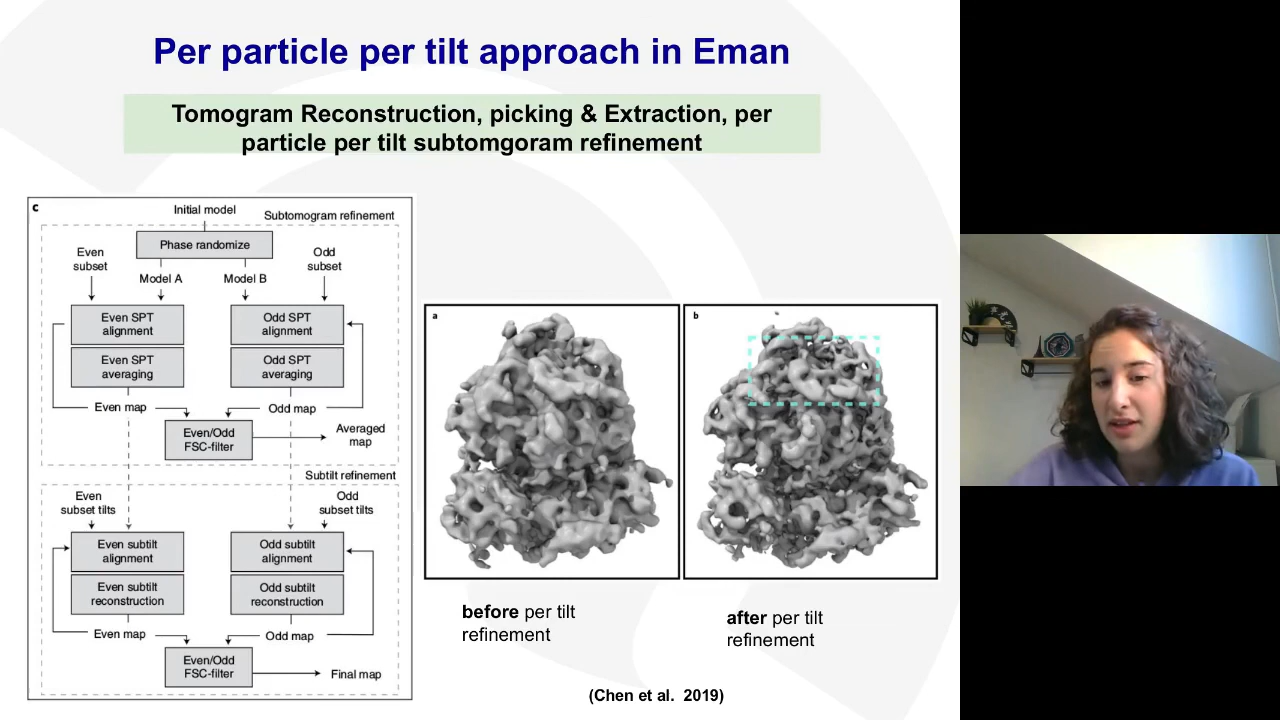 Per particle per tilt approach in Eman
Tomogram Reconstruction, picking & Extraction, per
particle per tilt subtomgoram refinement
c
Initial model
Subtomogram refinement
Phase randomize
Even
subset
Odd
subset
Model A
Model B
Even SPT
alignment
Odd SPT
alignment
Even SPT
averaging
Odd SPT
averaging
Even map
Odd map
Even/Odd
FSC-filter
Averaged
map
Subtilt refinement
Even
subset tilts
Odd
subset tilts
Even subtilt
alignment
Odd subtilt
alignment
Even subtilt
reconstruction
Odd subtilt
reconstruction
Even map
Odd map
Even/Odd
FSC-filter
Final map
a
b
before per tilt
refinement
after per tilt
refinement
(Chen et al. 2019)